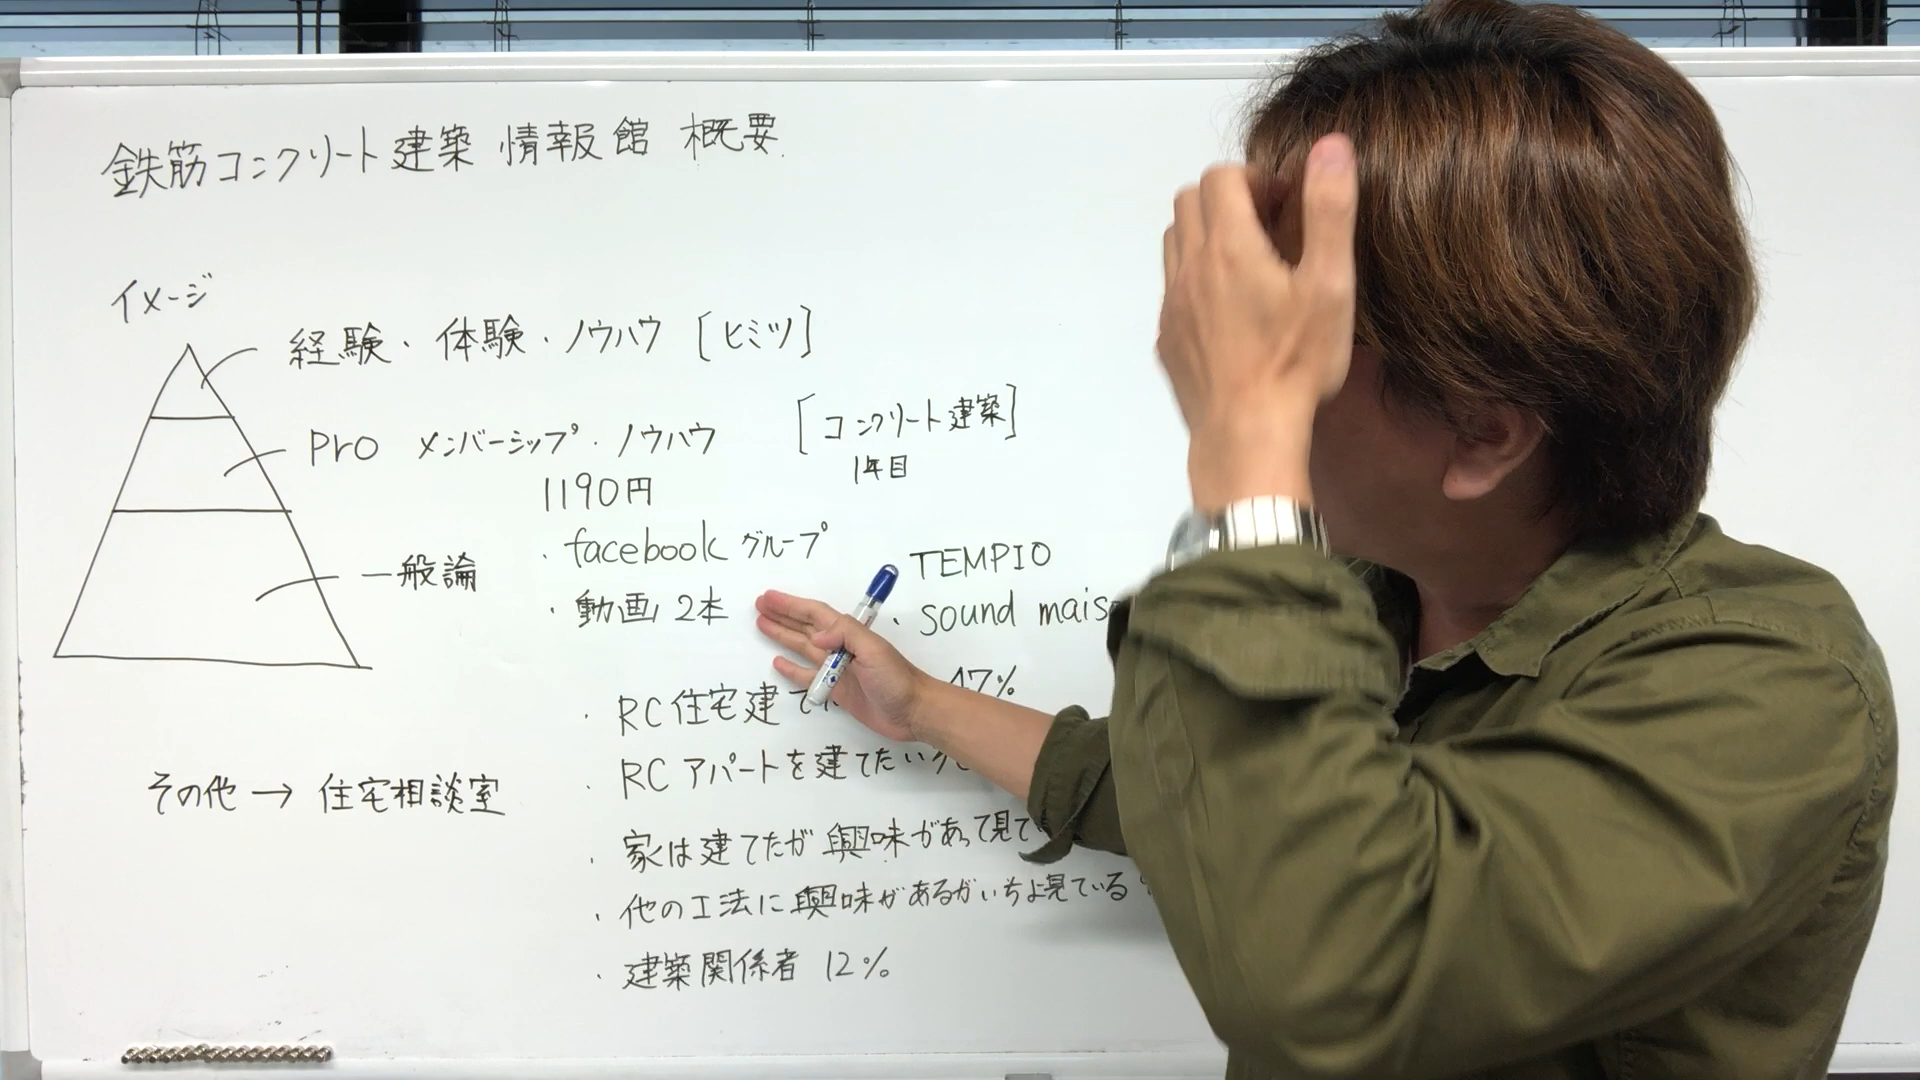 鉄筋コンクリート建築 情報館 概要
イメージ
経験・体験・ノウハウ [ヒミツ]
pro メンバーシップ・ノウハウ [コンクリート建築]
1年目
1190円
・facebook グループ
・動画 2本
一般論
・TEMPIO
・sound mais
・RC住宅建て 47%
・RCアパートを建てたい
・家は建てたが興味があって見て
・他の工法に興味があるがいちよ見ている
・建築関係者 12%
その他→住宅相談室